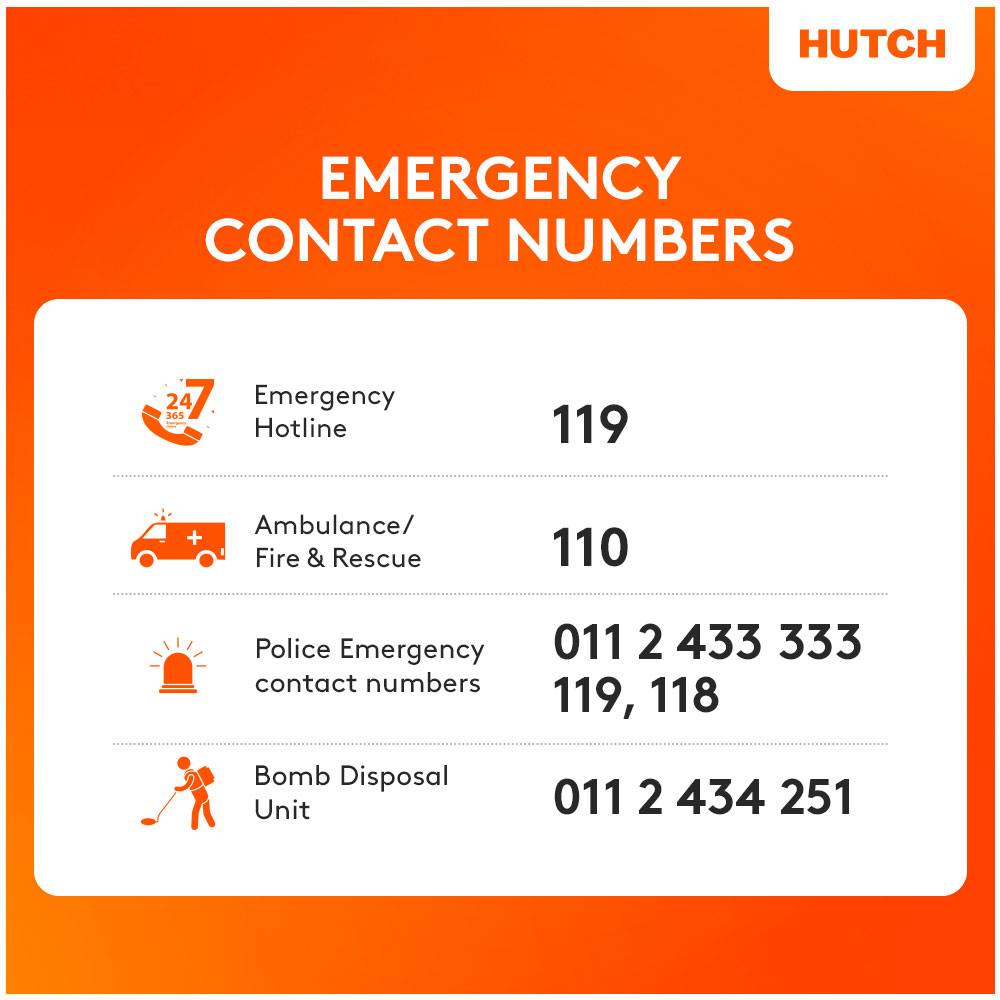 HUTCH
EMERGENCY
CONTACT NUMBERS
24 7
365
Emergency
Hotline
119
Ambulance/
Fire & Rescue
110
Police Emergency
contact numbers
011 2 433 333
119, 118
Bomb Disposal
Unit
011 2 434 251